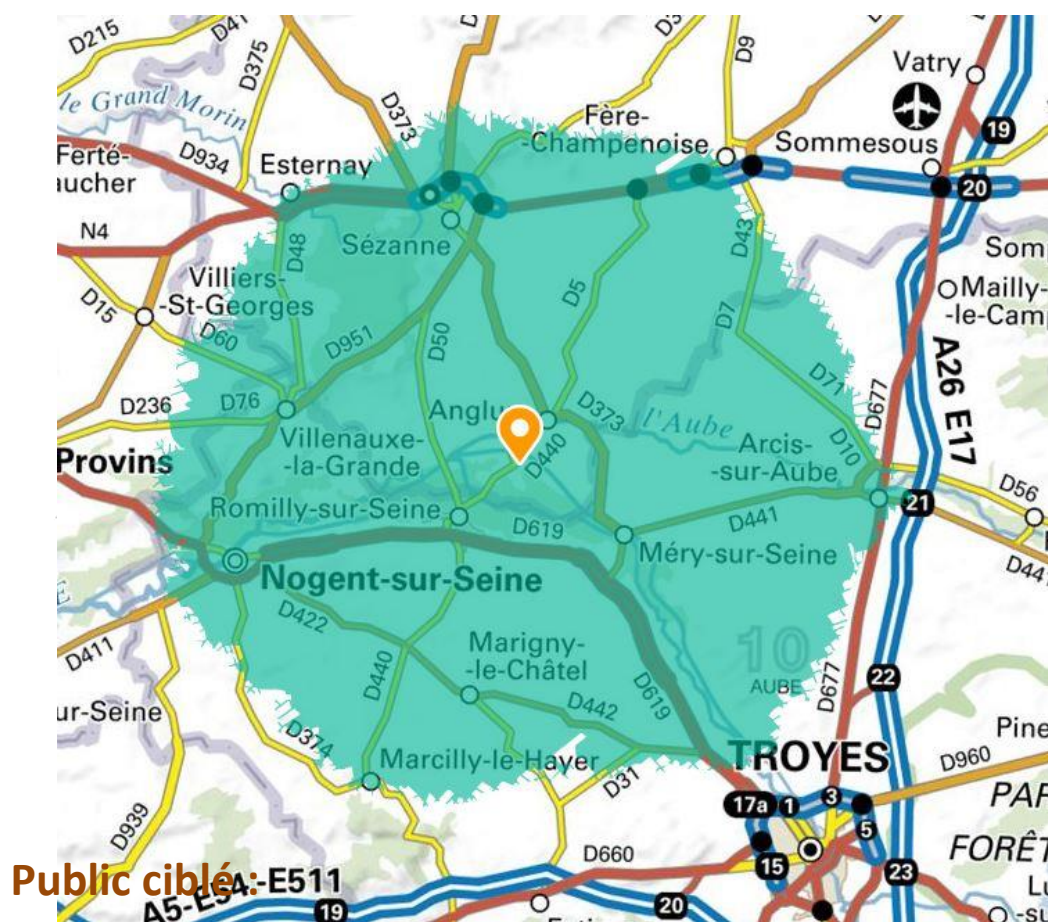 D215
D41
D375
D373
D9
Vatry
le Grand Morin
Fère-
-Champenoise
Sommesous
19
Ferté-
aucher
D934
Esternay
20
N4
D48
Sézanne
D43
Som
Villiers-
-St-Georges
D15
D5
Mailly-
-le-Cam
D60
D951
D50
D7
A26 E17
D236
D76
Anglu
D373
l'Aube
D71
D677
D440
Provins
Villenauxe-
-la-Grande
Arcis-
-sur-Aube
D10
D56
Romilly-sur-Seine
D619
D441
21
Méry-sur-Seine
D441
Nogent-sur-Seine
D422
D411
Marigny-
-le-Châtel
10
AUBE
D440
D442
D619
D677
22
ur-Seine
D374
Marcilly-le-Hayer
D31
TROYES
Pine
D960
D939
17a
1
3
5
PAR
FORÊT
15
D660
23
Public ciblé :
A5-E54-E511
19
20